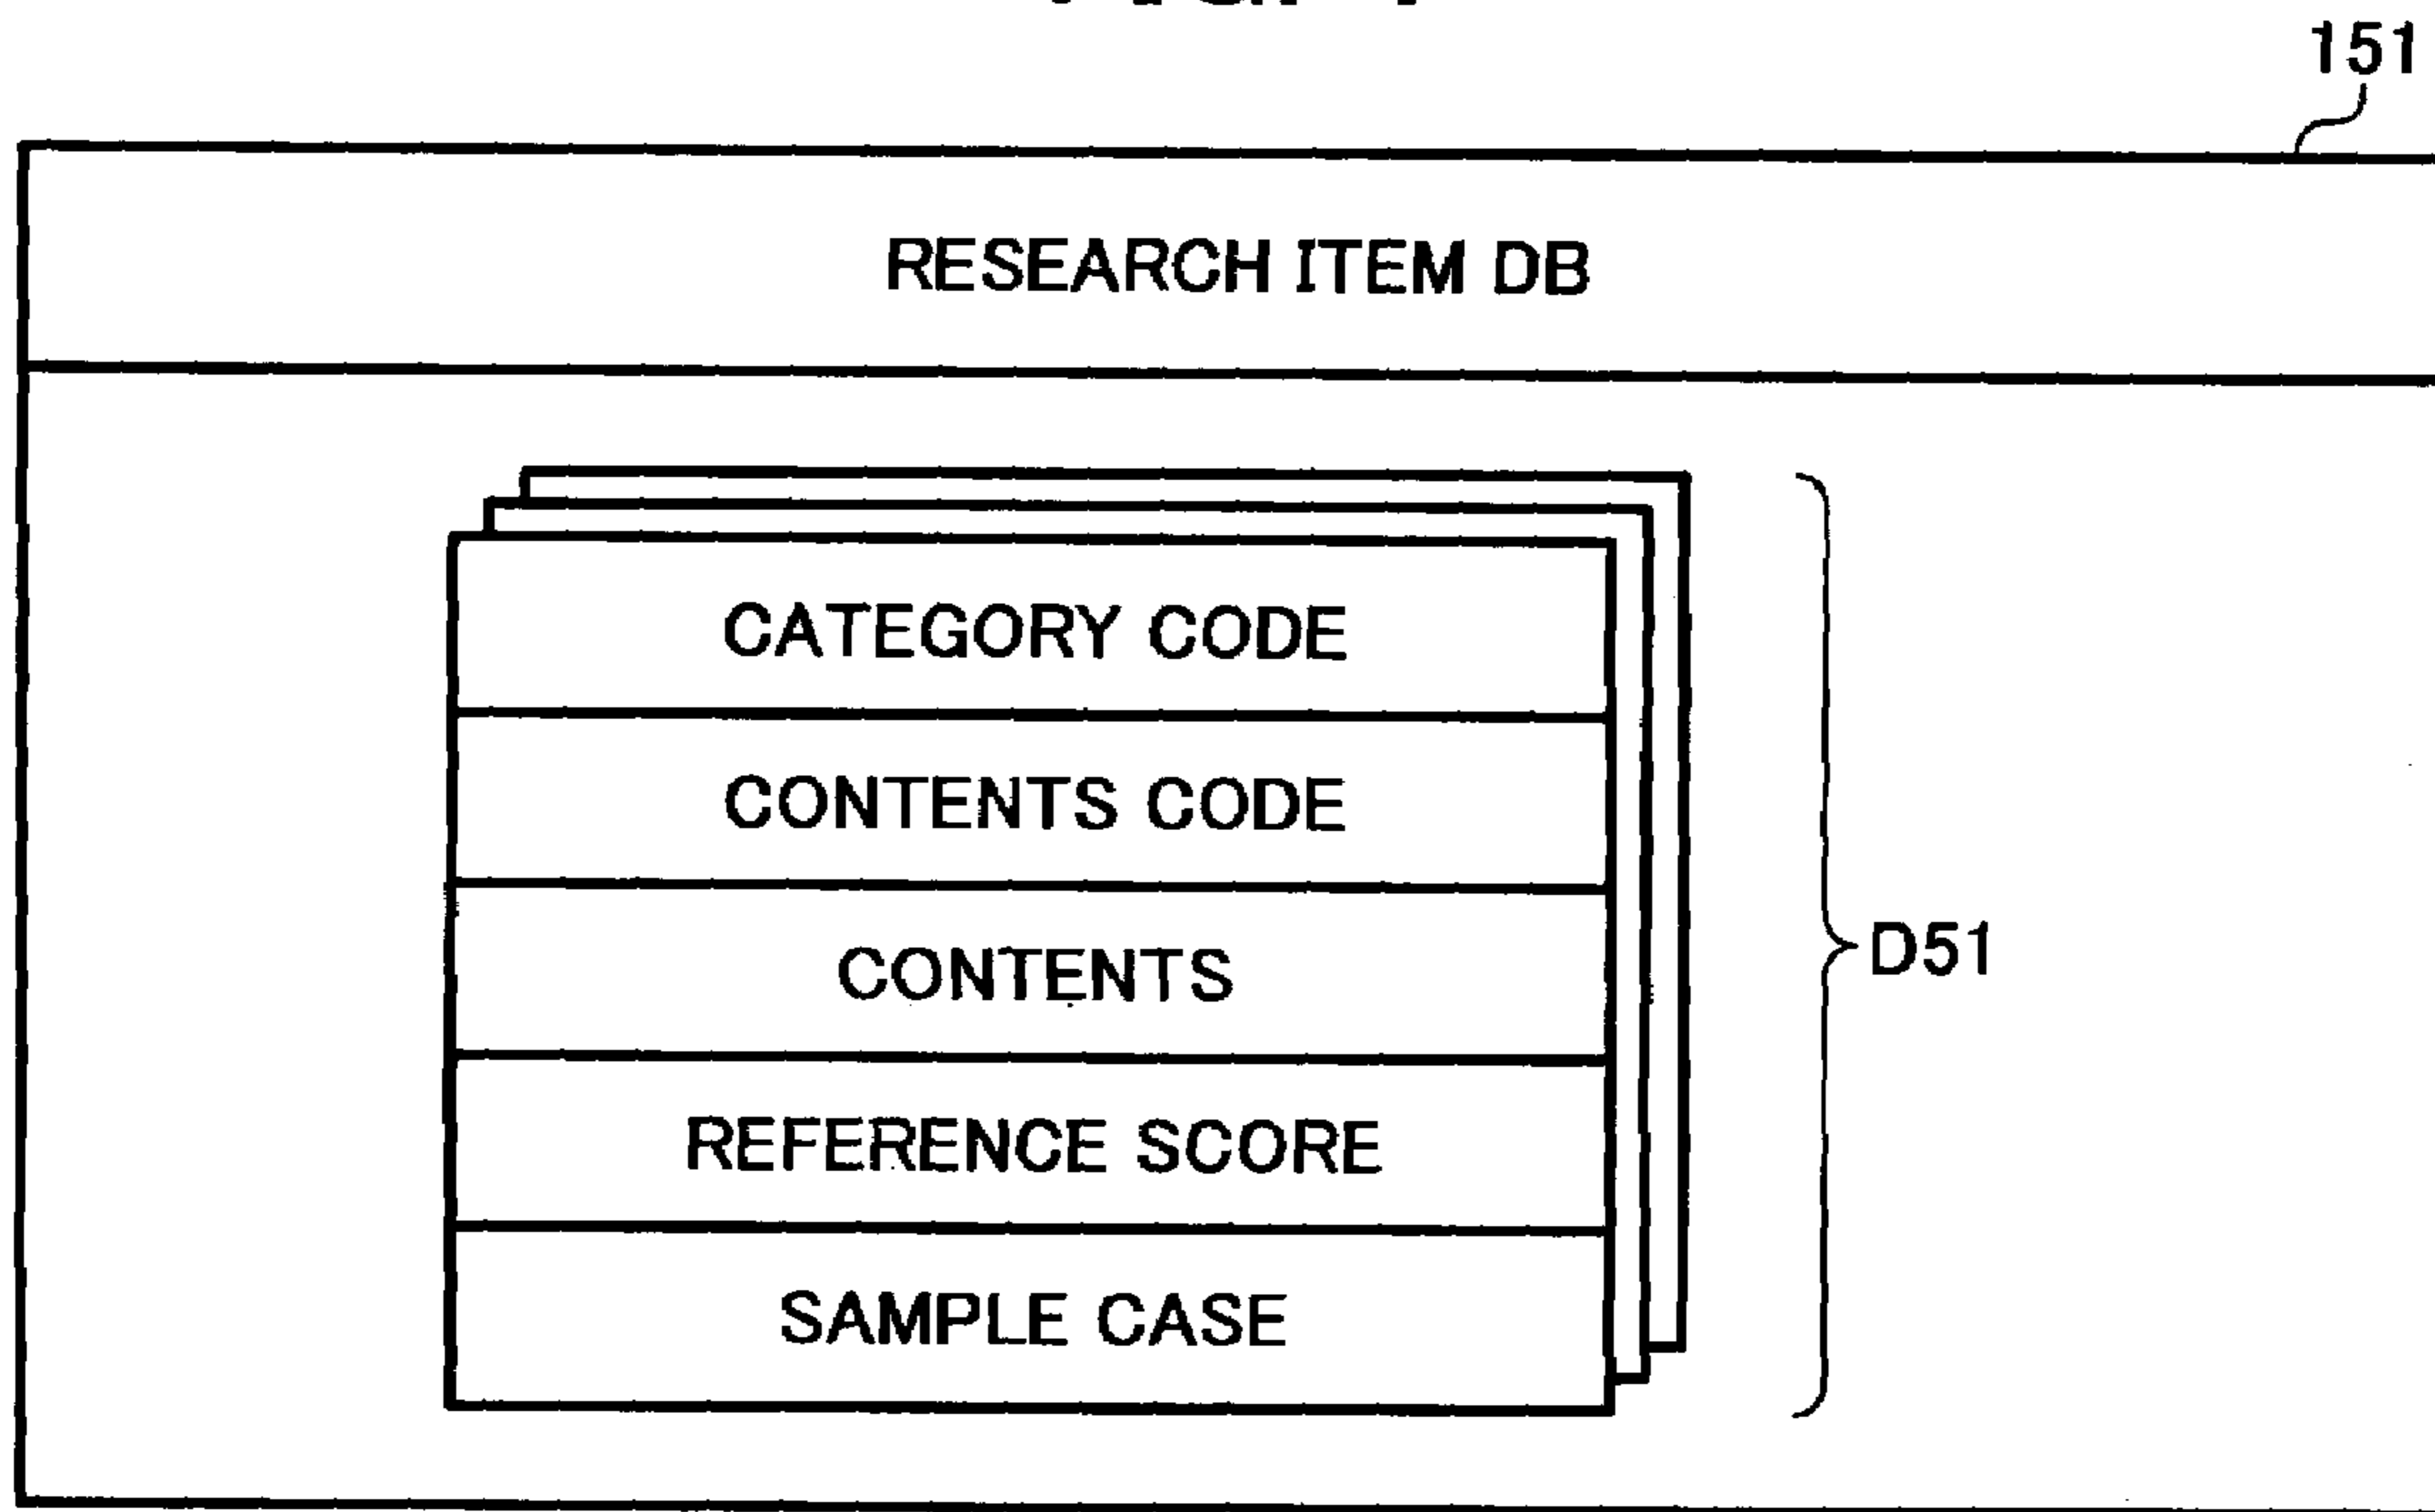 151
RESEARCH ITEM DB
CATEGORY CODE
CONTENTS CODE
CONTENTS
D51
REFERENCE SCORE
SAMPLE CASE